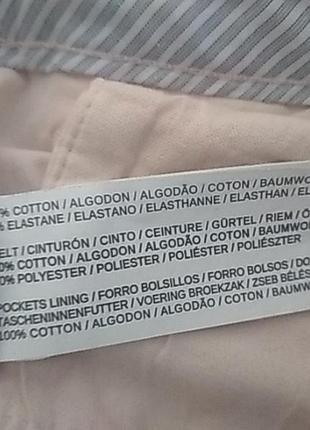 % COTTON / ALGODON / ALGODÃO / COTON / BAUMWO
% ELASTANE / ELASTANO / ELASTHANNE / ELASTHAN / EL
ELT / CINTURÓN / CINTO / CEINTURE / GÜRTEL / RIEM / Ö
0% COTTON / ALGODON / ALGODÃO / COTON / BAUMWO
0% POLYESTER / POLIESTER / POLIÉSTER / POLIÉSZTER
POCKETS LINING / FORRO BOLSILLOS / FORRO BOLSOS / DO
TASCHENINNENFUTTER / VOERING BROEKZAK / ZSEB BÉLÉS
100% COTTON / ALGODON / ALGODÃO / COTON / BAUMW